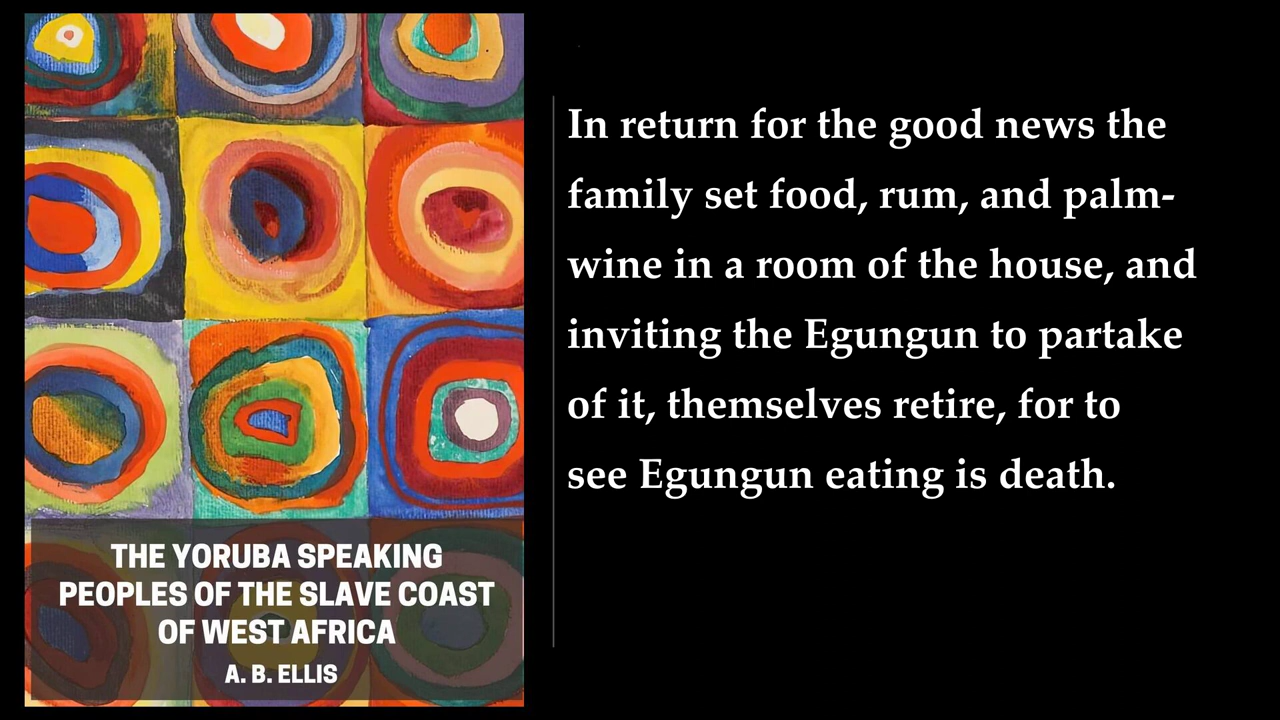 THE YORUBA SPEAKING
PEOPLES OF THE SLAVE COAST
OF WEST AFRICA
A. B. ELLIS
In return for the good news the
family set food, rum, and palm-
wine in a room of the house, and
inviting the Egungun to partake
of it, themselves retire, for to
see Egungun eating is death.